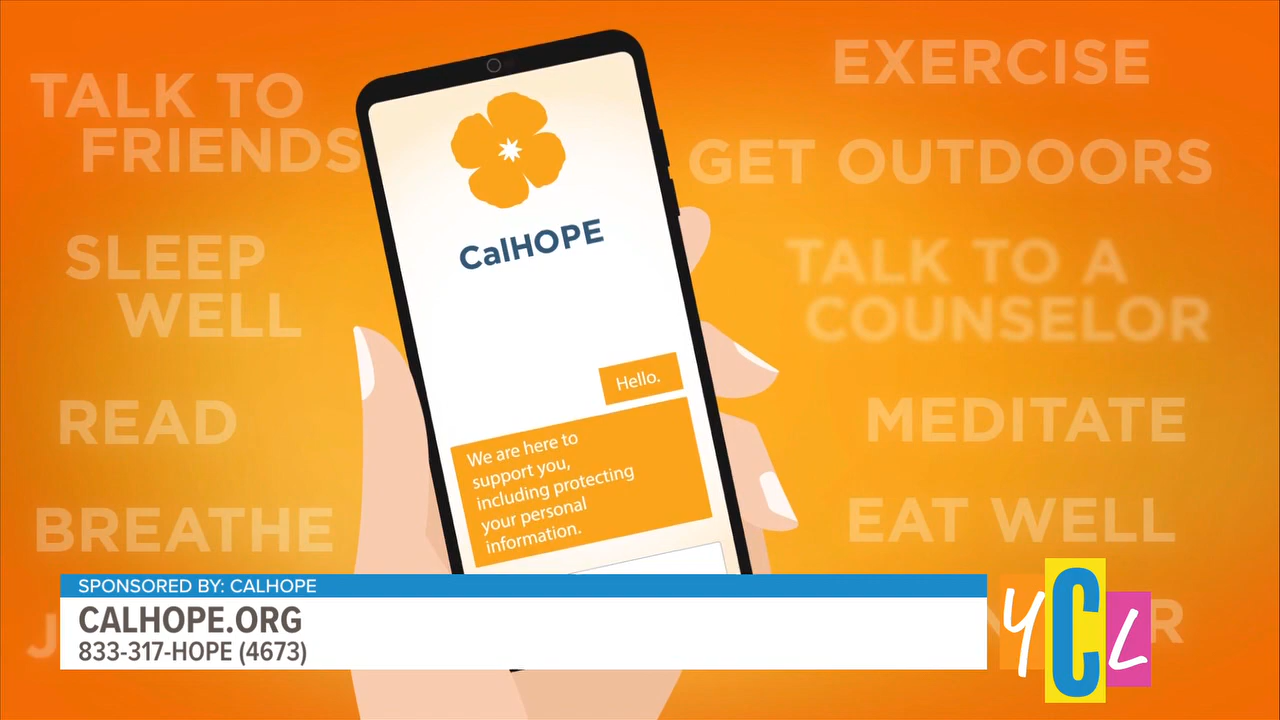 TALK TO
FRIENDS
SLEEP
WELL
READ
BREATHE
J
CalHOPE
Hello.
We are here to
support you,
including protecting
your personal
information.
EXERCISE
GET OUTDOORS
TALK TO A
COUNSELOR
MEDITATE
EAT WELL
R
SPONSORED BY: CALHOPE
CALHOPE.ORG
833-317-HOPE (4673)
YCL